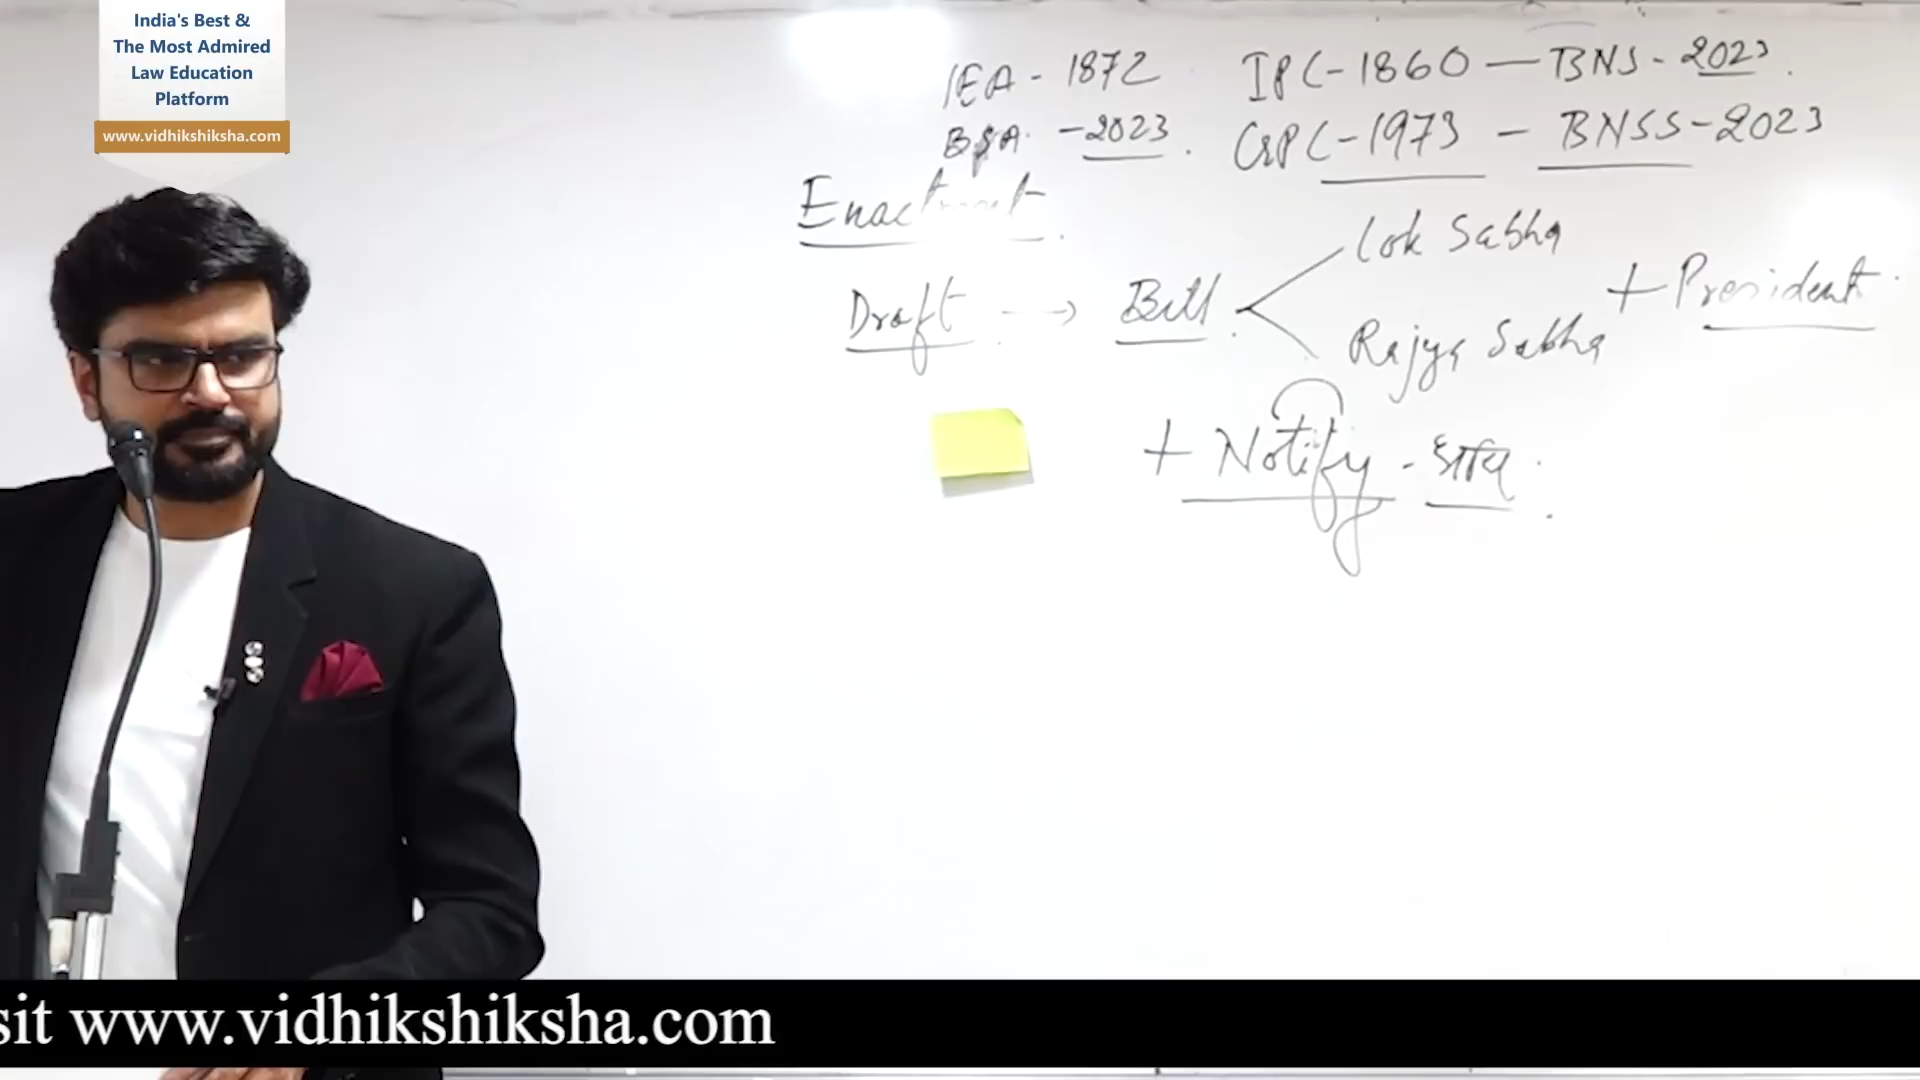 India's Best &
The Most Admired
Law Education
Platform
www.vidhikshiksha.com
IEA - 1872
BSA - 2023.
IPC - 1860 — BNS - 2023.
CrPC - 1973 - BNSS - 2023
Enactment.
Draft → Bill.
Lok Sabha
Rajya Sabha
+ President.
+ Notify -
sit www.vidhikshiksha.com